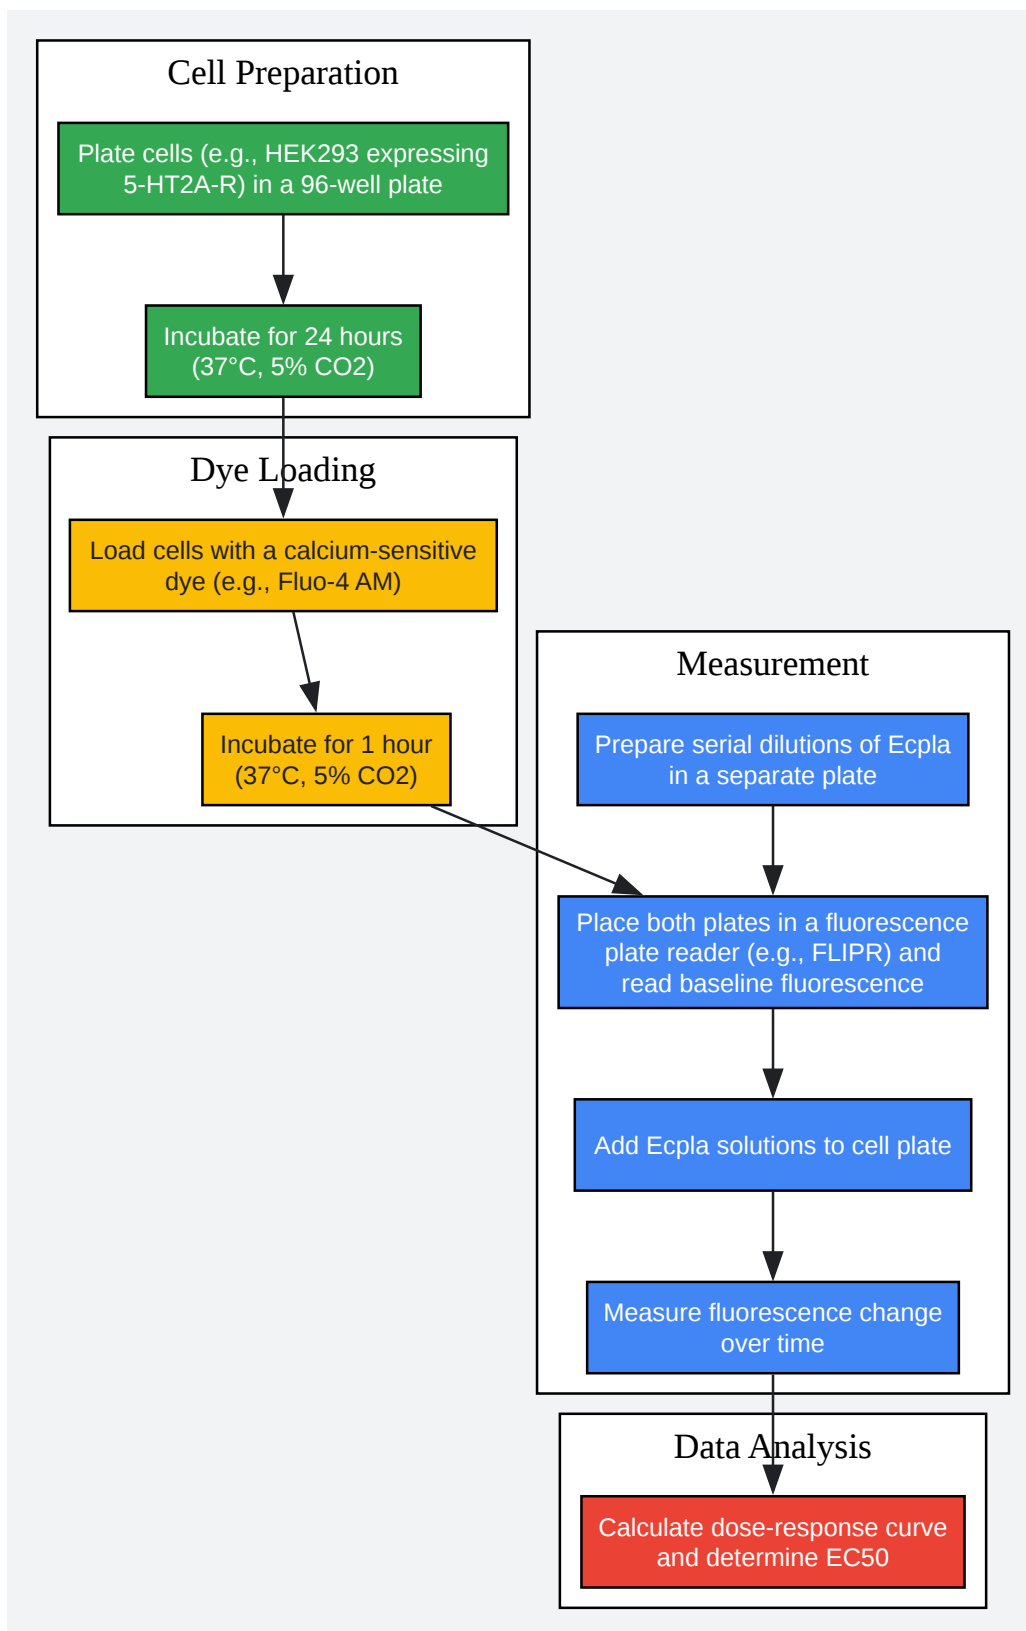 Cell Preparation
Plate cells (e.g., HEK293 expressing
5-HT2A-R) in a 96-well plate
Incubate for 24 hours
(37°C, 5% CO2)
Dye Loading
Load cells with a calcium-sensitive
dye (e.g., Fluo-4 AM)
Incubate for 1 hour
(37°C, 5% CO2)
Measurement
Prepare serial dilutions of Ecpla
in a separate plate
Place both plates in a fluorescence
plate reader (e.g., FLIPR) and
read baseline fluorescence
Add Ecpla solutions to cell plate
Measure fluorescence change
over time
Data Analysis
Calculate dose-response curve
and determine EC50